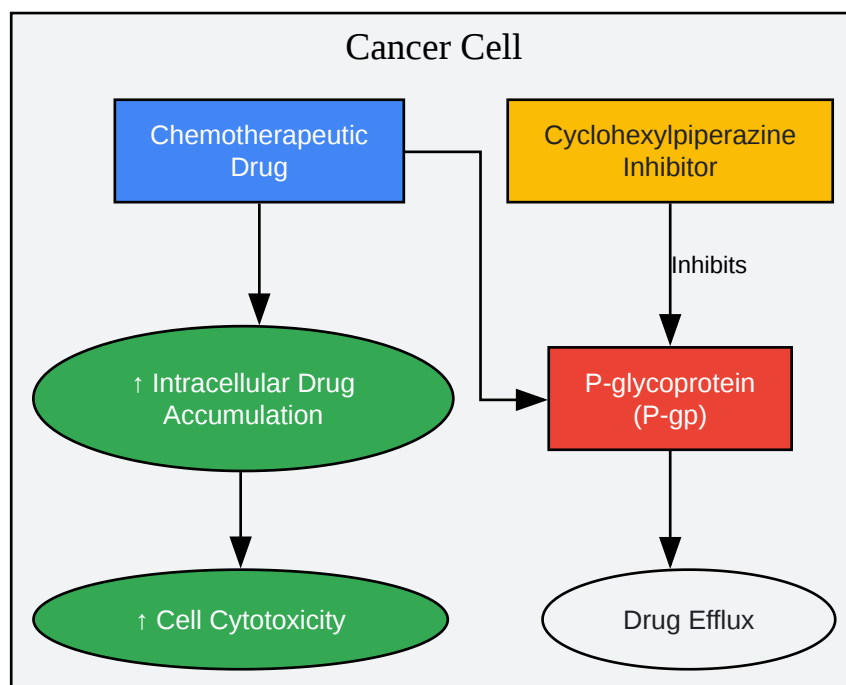 Cancer Cell
Chemotherapeutic
Drug
Cyclohexylpiperazine
Inhibitor
Inhibits
↑ Intracellular Drug
Accumulation
P-glycoprotein
(P-gp)
↑ Cell Cytotoxicity
Drug Efflux